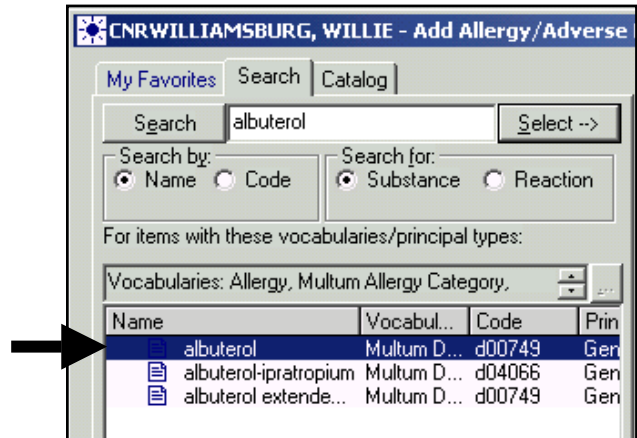 CNRWILLIAMSBURG, WILLIE - Add Allergy/Adverse
My Favorites Search Catalog
Search albuterol Select -->
Search by: Search for:
Name Code Substance Reaction
For items with these vocabularies/principal types:
Vocabularies: Allergy, Multum Allergy Category, ...
Name Vocabul... Code Prin
albuterol Multum D... d00749 Gen
albuterol-ipratropium Multum D... d04066 Gen
albuterol extende... Multum D... d00749 Gen